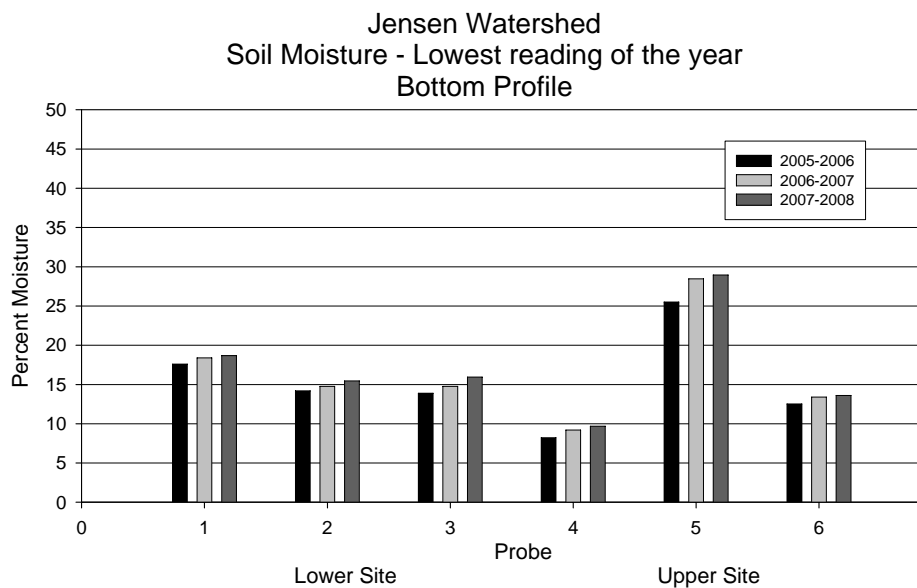 Jensen Watershed
Soil Moisture - Lowest reading of the year
Bottom Profile
Percent Moisture
50
45
40
35
30
25
20
15
10
5
0
2005-2006
2006-2007
2007-2008
0 1 2 3 4 5 6
Probe
Lower Site Upper Site